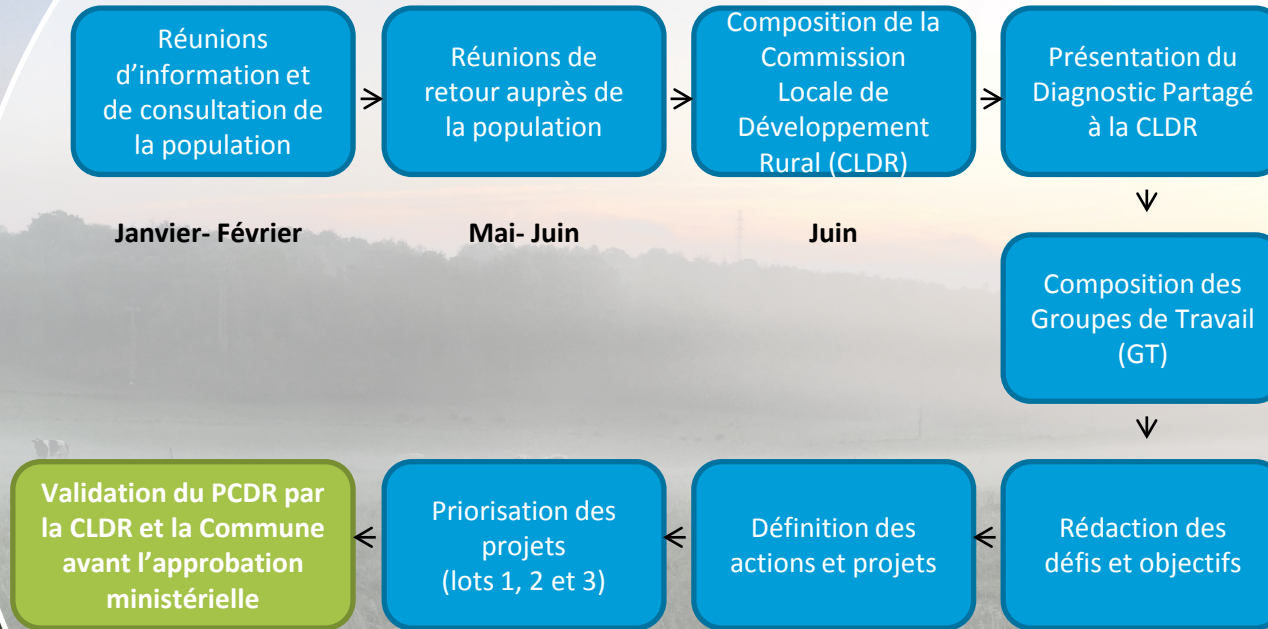 Réunions
d’information et
de consultation de
la population
Réunions de
retour auprès de
la population
Composition de la
Commission
Locale de
Développement
Rural (CLDR)
Présentation du
Diagnostic Partagé
à la CLDR
Janvier- Février
Mai- Juin
Juin
Composition des
Groupes de Travail
(GT)
Rédaction des
défis et objectifs
Définition des
actions et projets
Priorisation des
projets
(lots 1, 2 et 3)
Validation du PCDR par
la CLDR et la Commune
avant l’approbation
ministérielle